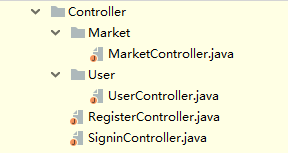 Controller
Market
MarketController.java
User
UserController.java
RegisterController.java
SigninController.java